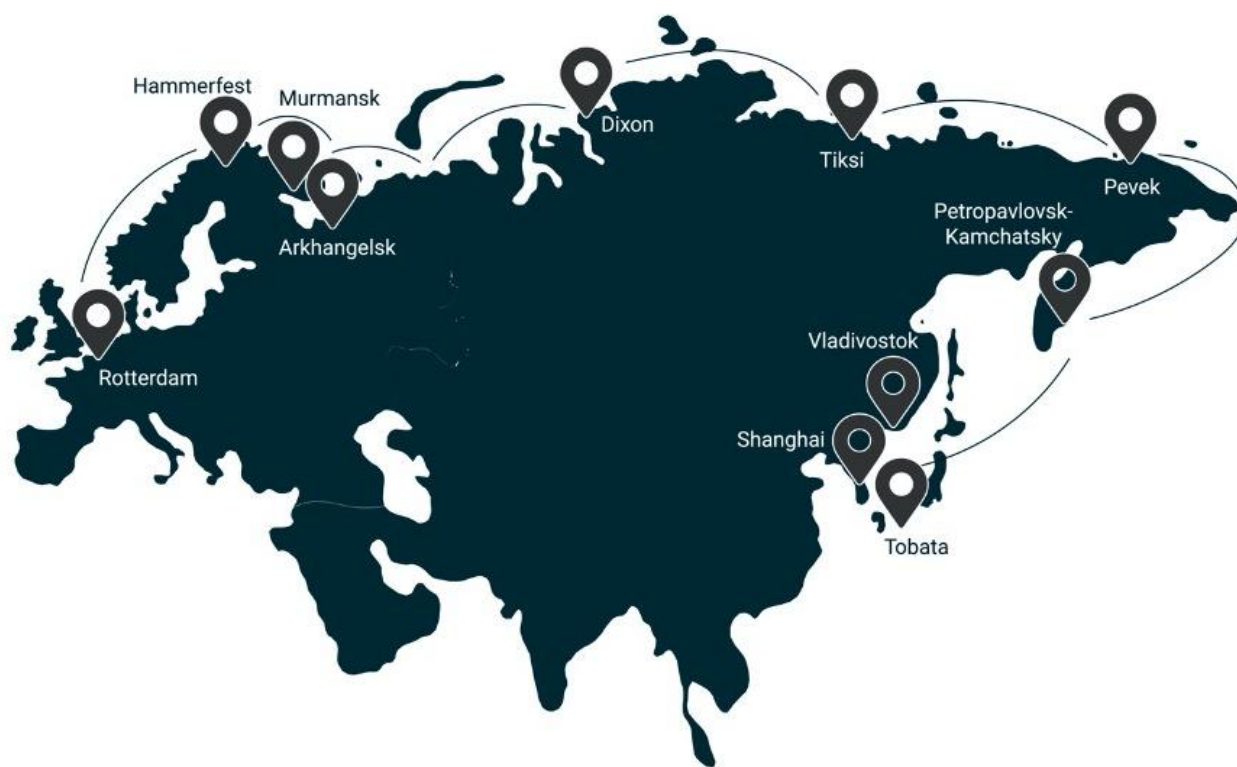 Hammerfest
Murmansk
Dixon
Tiksi
Pevek
Petropavlovsk-
Kamchatsky
Arkhangelsk
Vladivostok
Rotterdam
Shanghai
Tobata